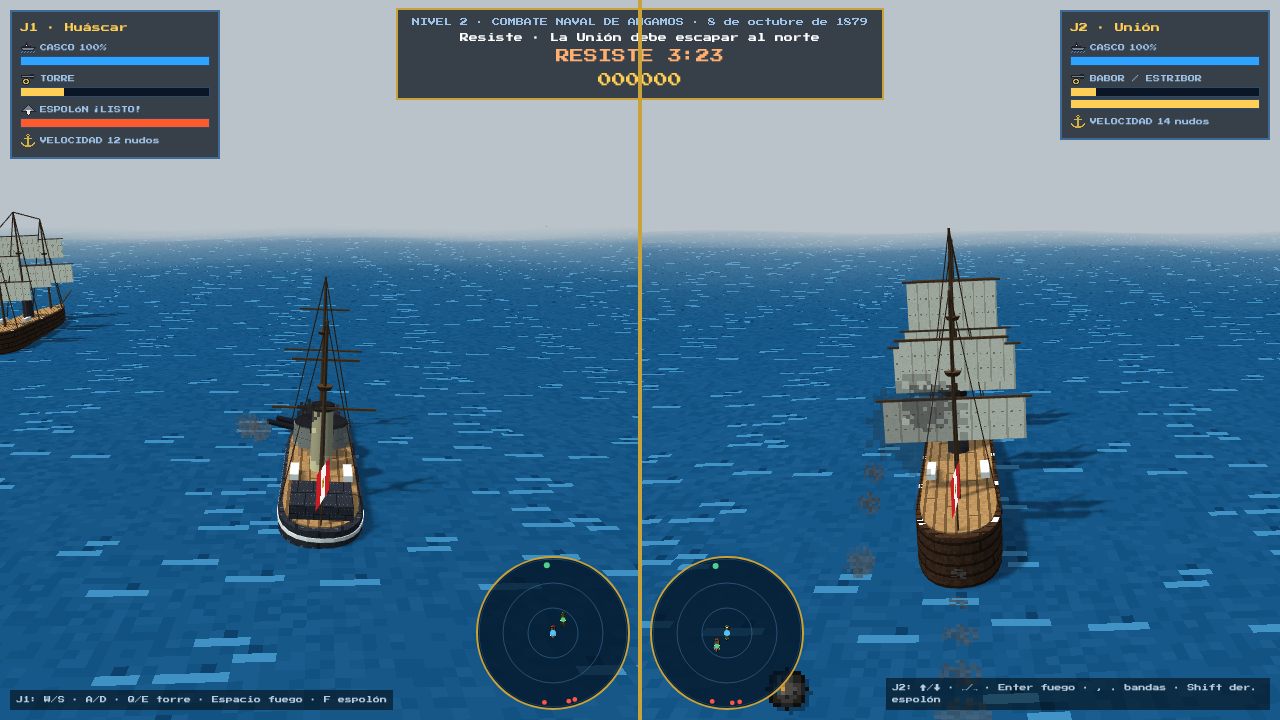 J1 · Huáscar
CASCO 100%
TORRE
ESPOLóN ¡LISTO!
VELOCIDAD 12 nudos
NIVEL 2 · COMBATE NAVAL DE ANGAMOS · 8 de octubre de 1879
Resiste · La Unión debe escapar al norte
RESISTE 3:23
000000
J2 · Unión
CASCO 100%
BABOR / ESTRIBOR
VELOCIDAD 14 nudos
J1: W/S · A/D · Q/E torre · Espacio fuego · F espolón
J2: ↑/↓ · ←/→ · Enter fuego · , . bandas · Shift der.
espolón